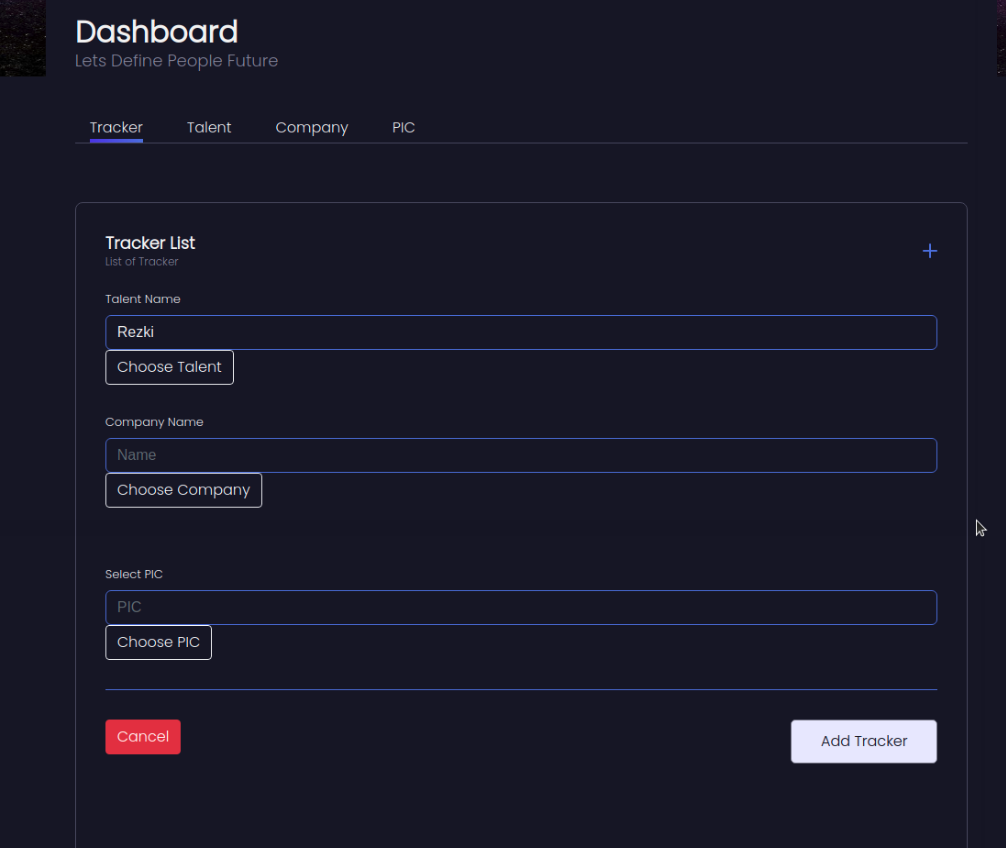 Dashboard
Lets Define People Future
Tracker Talent Company PIC
Tracker List
List of Tracker
Talent Name
Rezki
Choose Talent
Company Name
Name
Choose Company
Select PIC
PIC
Choose PIC
Cancel
Add Tracker